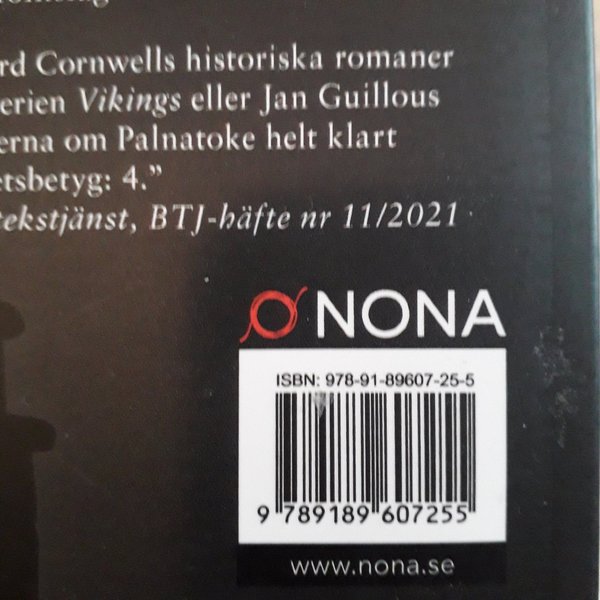 rd Cornwells historiska romaner
erien Vikings eller Jan Guillous
erna om Palnatoke helt klart
etsbetyg: 4.”
tekstjänst, BTJ-häfte nr 11/2021
NONA
ISBN: 978-91-89607-25-5
9 789189 607255
www.nona.se